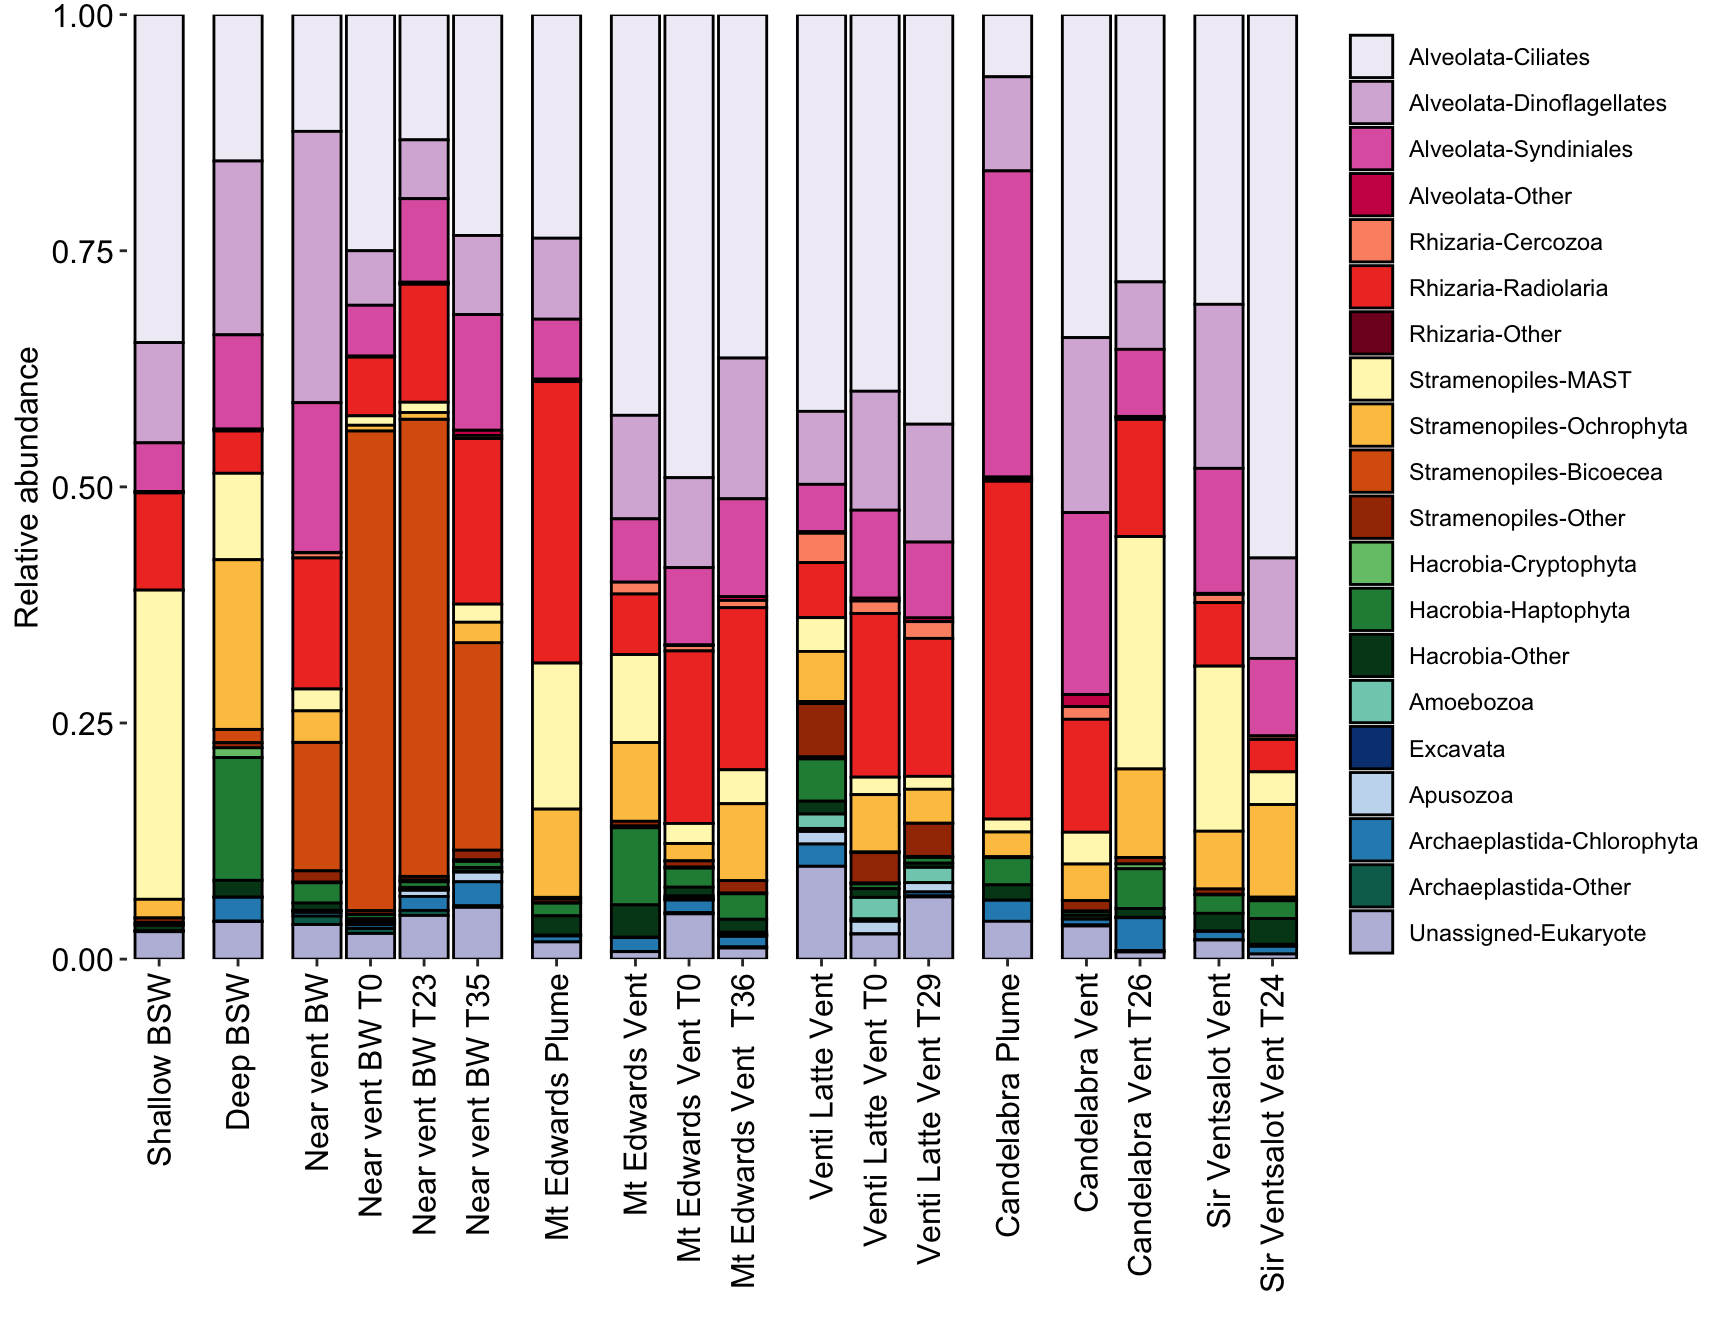 Relative abundance
1.00
0.75
0.50
0.25
0.00
Shallow BSW
Deep BSW
Near vent BW
Near vent BW T0
Near vent BW T23
Near vent BW T35
Mt Edwards Plume
Mt Edwards Vent
Mt Edwards Vent T0
Mt Edwards Vent  T36
Venti Latte Vent
Venti Latte Vent T0
Venti Latte Vent T29
Candelabra Plume
Candelabra Vent
Candelabra Vent T26
Sir Ventsalot Vent
Sir Ventsalot Vent T24
Alveolata-Ciliates
Alveolata-Dinoflagellates
Alveolata-Syndiniales
Alveolata-Other
Rhizaria-Cercozoa
Rhizaria-Radiolaria
Rhizaria-Other
Stramenopiles-MAST
Stramenopiles-Ochrophyta
Stramenopiles-Bicoecea
Stramenopiles-Other
Hacrobia-Cryptophyta
Hacrobia-Haptophyta
Hacrobia-Other
Amoebozoa
Excavata
Apusozoa
Archaeplastida-Chlorophyta
Archaeplastida-Other
Unassigned-Eukaryote